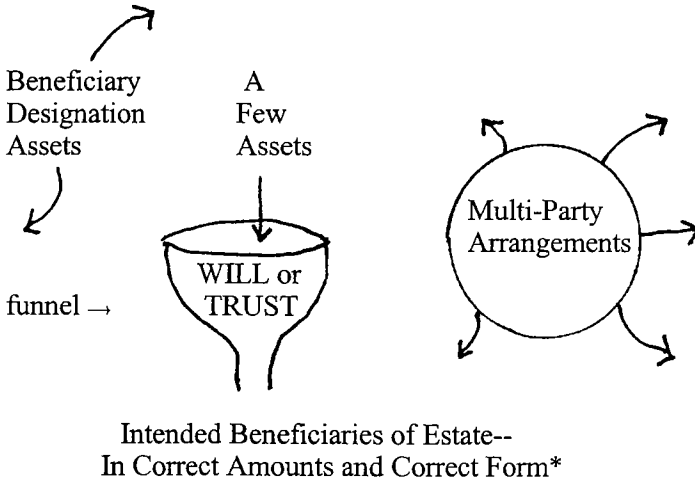 Beneficiary
Designation
Assets
A
Few
Assets
Multi-Party
Arrangements
WILL or
TRUST
funnel →
Intended Beneficiaries of Estate--
In Correct Amounts and Correct Form*